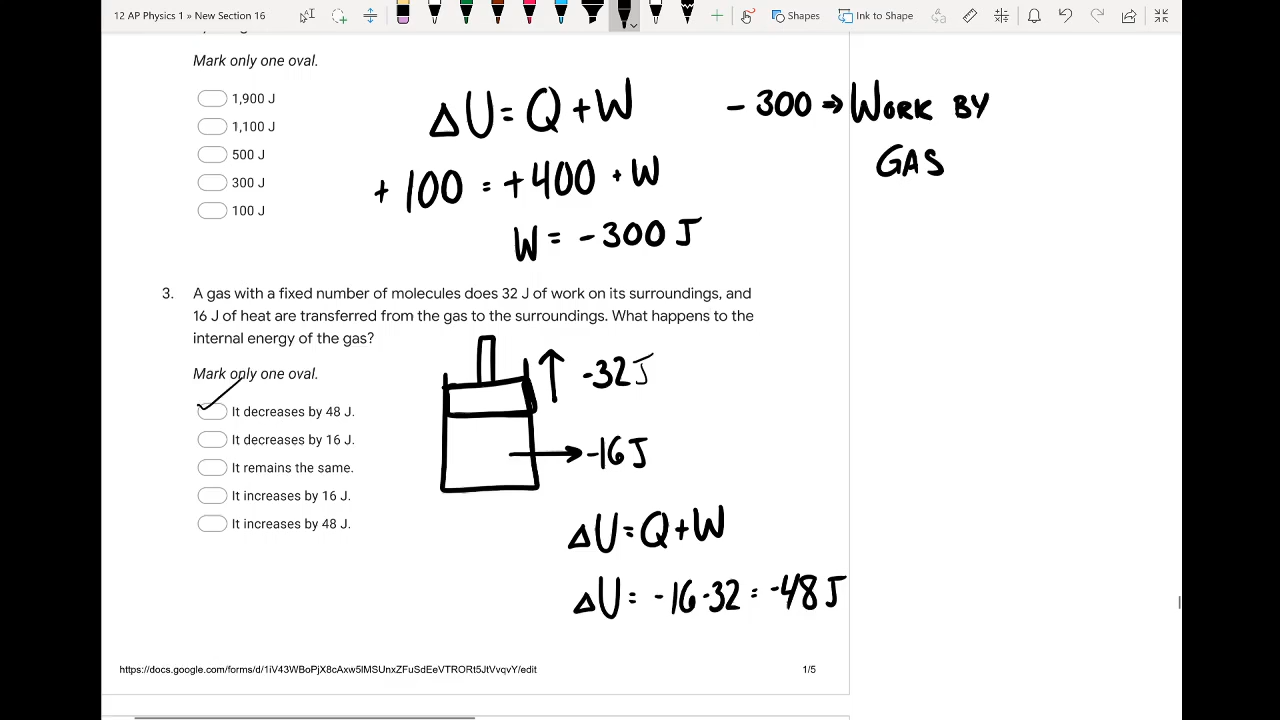 12 AP Physics 1 » New Section 16
Shapes
Ink to Shape
Mark only one oval.
1,900 J
1,100 J
500 J
300 J
100 J
ΔU = Q + W
+ 100 = + 400 + W
W = - 300 J
- 300 → WORK BY
GAS
3. A gas with a fixed number of molecules does 32 J of work on its surroundings, and
16 J of heat are transferred from the gas to the surroundings. What happens to the
internal energy of the gas?
Mark only one oval.
It decreases by 48 J.
It decreases by 16 J.
It remains the same.
It increases by 16 J.
It increases by 48 J.
-32J
-16J
ΔU = Q + W
ΔU = -16 -32 = -48 J
https://docs.google.com/forms/d/1iV43WBoPjX8cAxw5lMSUnxZFuSdEeVTRORt5JtVvqvY/edit
1/5